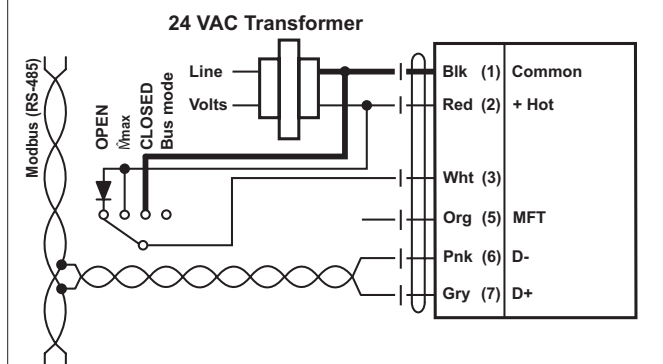 24 VAC Transformer
Modbus (RS-485)
Line
Volts
OPEN
V̇max
CLOSED
Bus mode
Blk (1) Common
Red (2) + Hot
Wht (3)
Org (5) MFT
Pnk (6) D-
Gry (7) D+